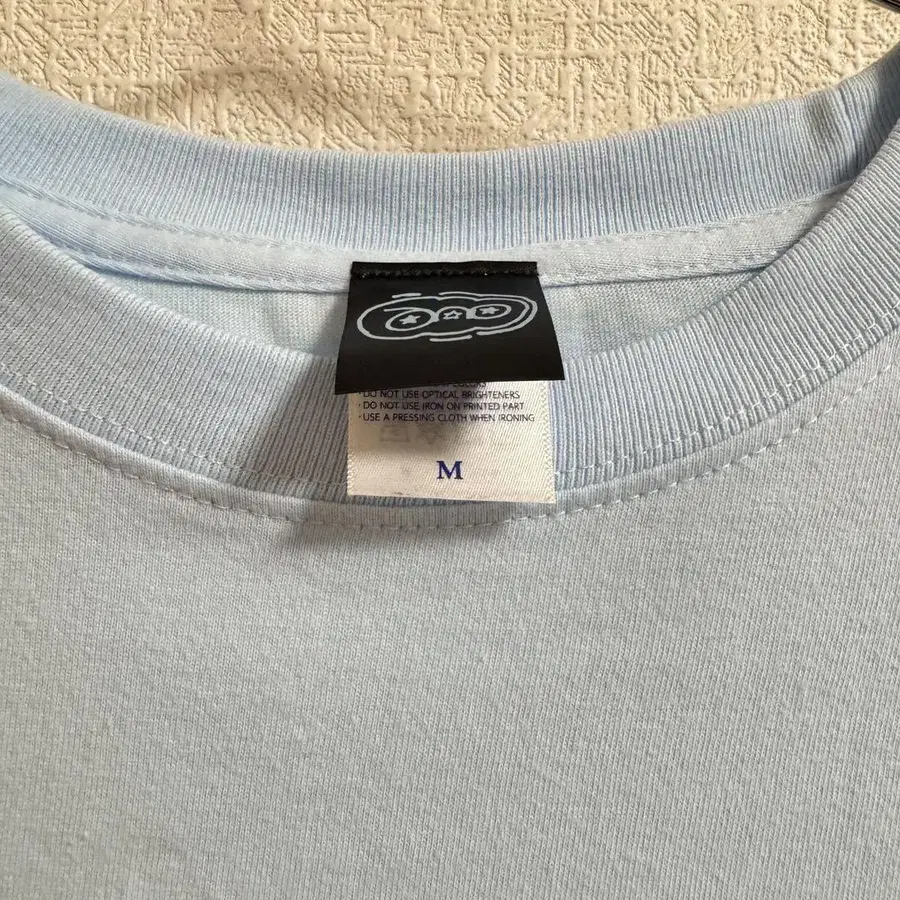 · DO NOT USE OPTICAL BRIGHTENERS
· DO NOT USE IRON ON PRINTED PART
· USE A PRESSING CLOTH WHEN IRONING
M